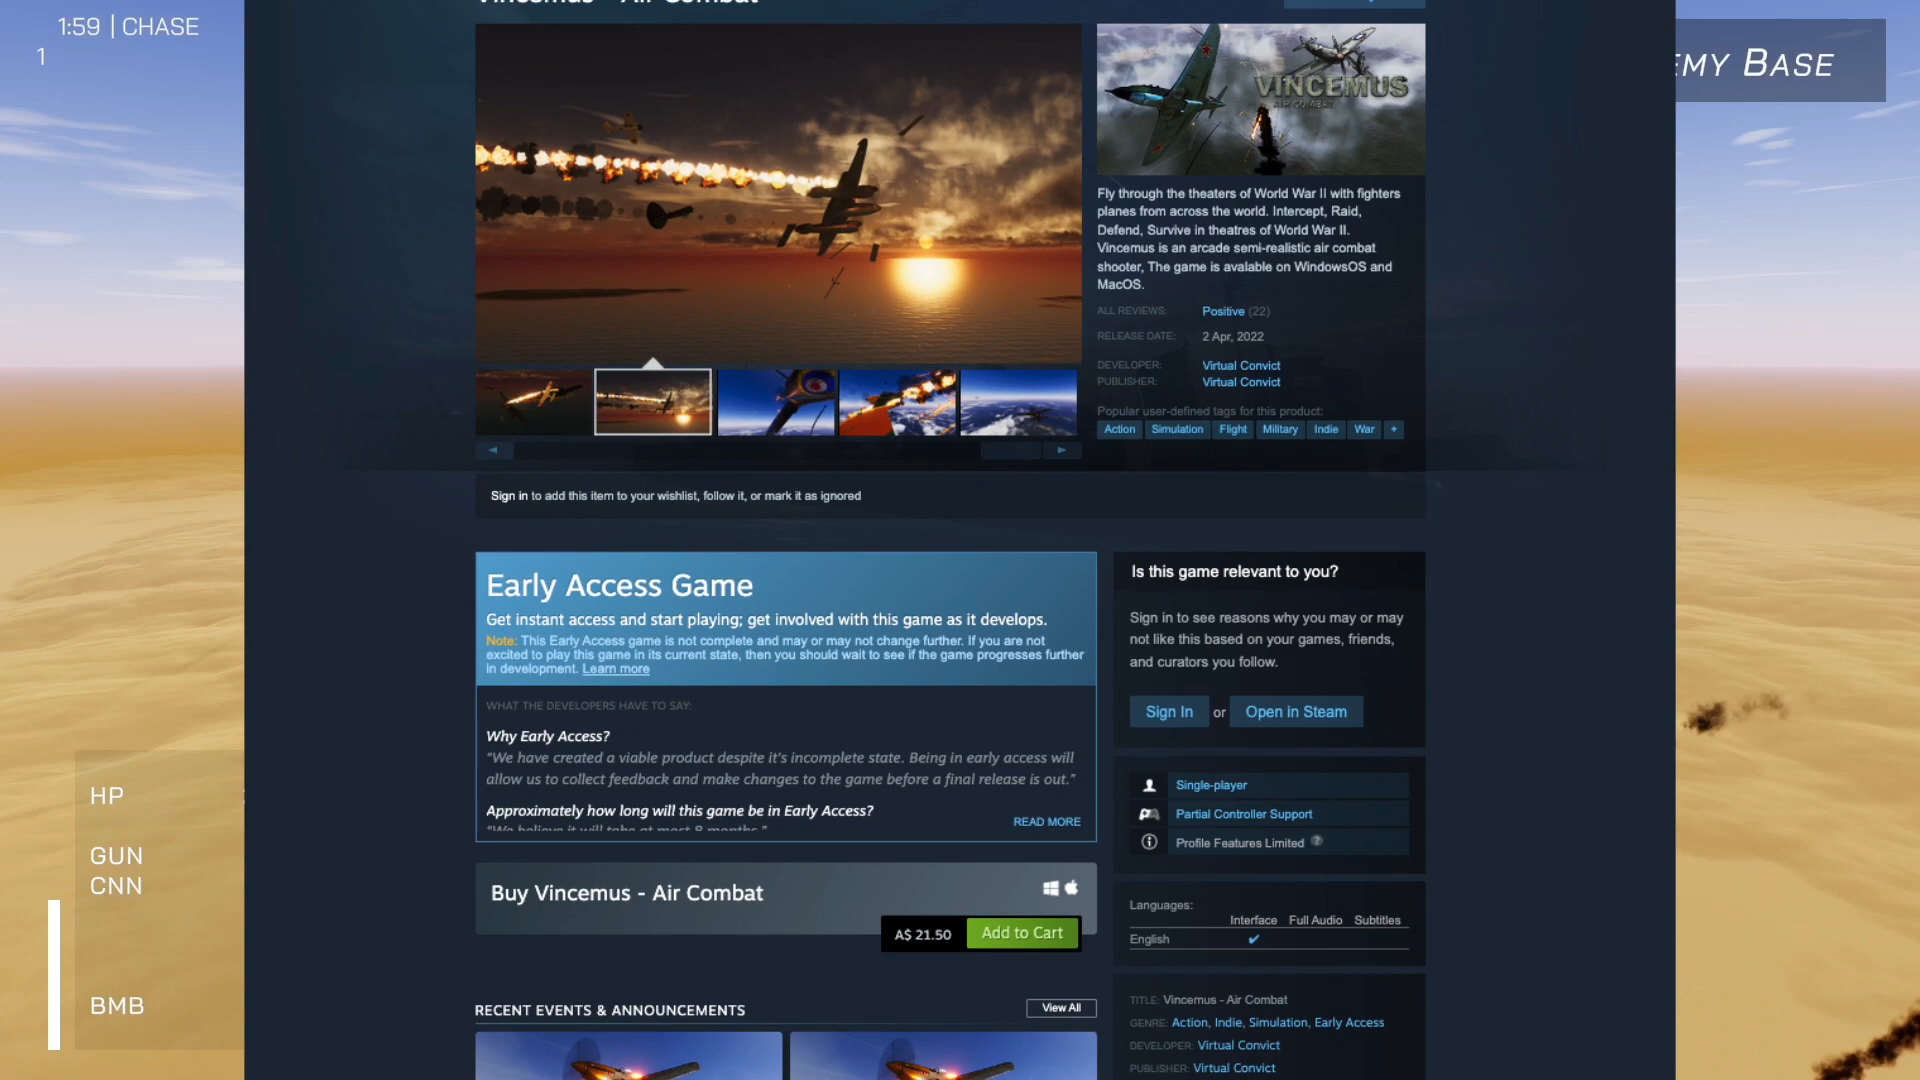 1:59 | CHASE
1
EMY BASE
Vincemus - Air Combat
VINCEMUS
AIR COMBAT
Fly through the theaters of World War II with fighters
planes from across the world. Intercept, Raid,
Defend, Survive in theatres of World War II.
Vincemus is an arcade semi-realistic air combat
shooter, The game is avalable on WindowsOS and
MacOS.
ALL REVIEWS: Positive (22)
RELEASE DATE: 2 Apr, 2022
DEVELOPER: Virtual Convict
PUBLISHER: Virtual Convict
Popular user-defined tags for this product:
Action Simulation Flight Military Indie War +
Sign in to add this item to your wishlist, follow it, or mark it as ignored
Early Access Game
Get instant access and start playing; get involved with this game as it develops.
Note: This Early Access game is not complete and may or may not change further. If you are not
excited to play this game in its current state, then you should wait to see if the game progresses further
in development. Learn more
WHAT THE DEVELOPERS HAVE TO SAY:
Why Early Access?
"We have created a viable product despite it's incomplete state. Being in early access will
allow us to collect feedback and make changes to the game before a final release is out."
Approximately how long will this game be in Early Access?
"We believe it will take at most 8 months."
READ MORE
Buy Vincemus - Air Combat
A$ 21.50 Add to Cart
RECENT EVENTS & ANNOUNCEMENTS
View All
Is this game relevant to you?
Sign in to see reasons why you may or may
not like this based on your games, friends,
and curators you follow.
Sign In or Open in Steam
Single-player
Partial Controller Support
Profile Features Limited ?
Languages:
Interface Full Audio Subtitles
English ✔
TITLE: Vincemus - Air Combat
GENRE: Action, Indie, Simulation, Early Access
DEVELOPER: Virtual Convict
PUBLISHER: Virtual Convict
HP
GUN
CNN
BMB